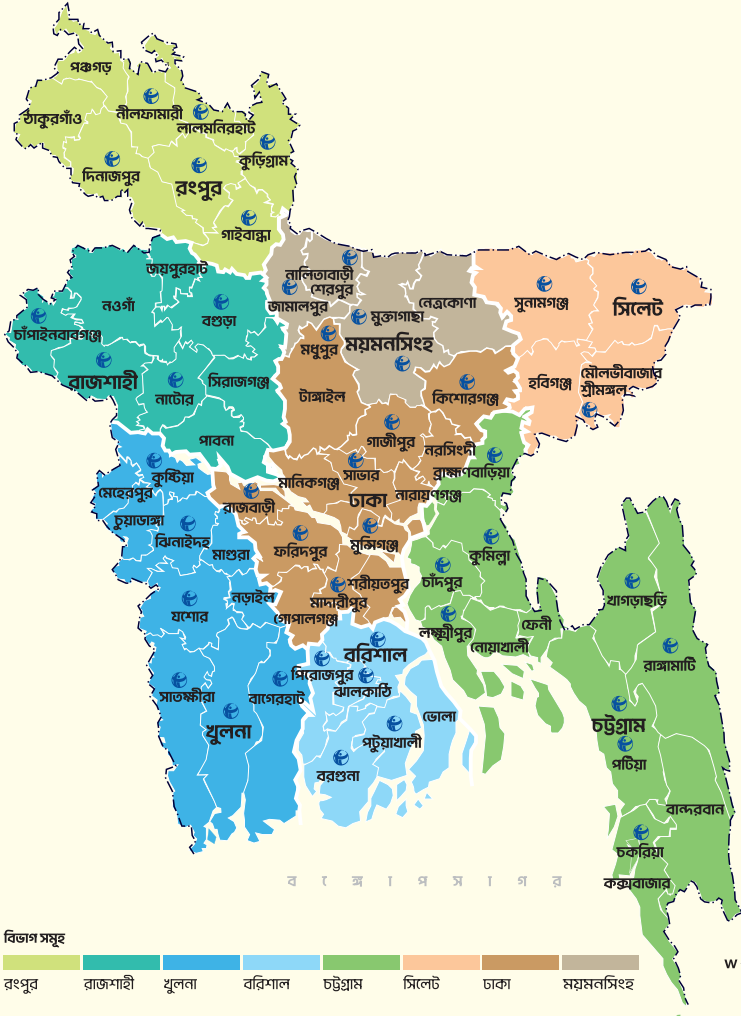 পঞ্চগড়
ঠাকুরগাঁও
নীলফামারী
লালমনিরহাট
কুড়িগ্রাম
দিনাজপুর
রংপুর
গাইবান্ধা
জয়পুরহাট
নওগাঁ
বগুড়া
চাঁপাইনবাবগঞ্জ
রাজশাহী
নাটোর
সিরাজগঞ্জ
পাবনা
নালিতাবাড়ী
শেরপুর
জামালপুর
মুক্তাগাছা
নেত্রকোণা
ময়মনসিংহ
মধুপুর
টাঙ্গাইল
কিশোরগঞ্জ
গাজীপুর
নরসিংদী
সাভার
মানিকগঞ্জ
ঢাকা
নারায়ণগঞ্জ
মুন্সিগঞ্জ
রাজবাড়ী
ফরিদপুর
শরীয়তপুর
মাদারীপুর
গোপালগঞ্জ
সুনামগঞ্জ
সিলেট
হবিগঞ্জ
মৌলভীবাজার
শ্রীমঙ্গল
কুষ্টিয়া
মেহেরপুর
চুয়াডাঙ্গা
ঝিনাইদহ
মাগুরা
নড়াইল
যশোর
সাতক্ষীরা
খুলনা
বাগেরহাট
বরিশাল
পিরোজপুর
ঝালকাঠি
ভোলা
পটুয়াখালী
বরগুনা
ব্রাহ্মণবাড়িয়া
কুমিল্লা
চাঁদপুর
লক্ষ্মীপুর
নোয়াখালী
ফেনী
খাগড়াছড়ি
রাঙ্গামাটি
চট্টগ্রাম
পটিয়া
বান্দরবান
চকরিয়া
কক্সবাজার
বঙ্গোপসাগর
বিভাগ সমূহ
W
রংপুর রাজশাহী খুলনা বরিশাল চট্টগ্রাম সিলেট ঢাকা ময়মনসিংহ